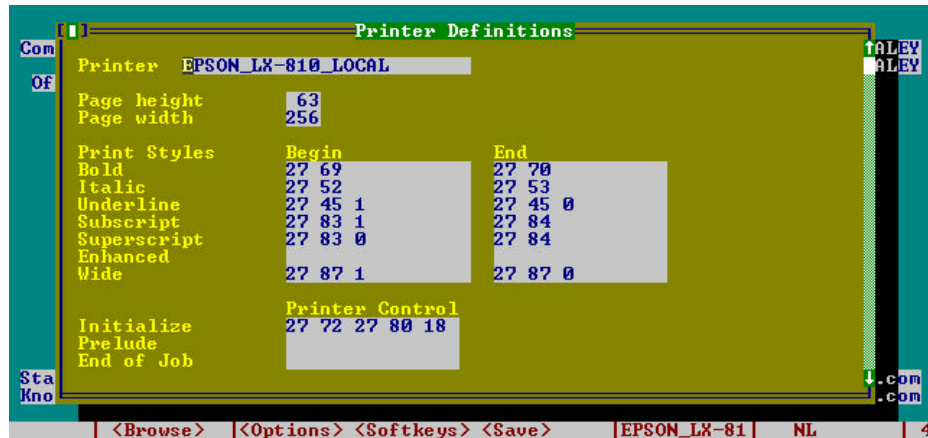 Printer Definitions
Com
ALEY
Printer EPSON_LX-810_LOCAL
ALEY
Of
Page height 63
Page width 256
Print Styles Begin End
Bold 27 69 27 70
Italic 27 52 27 53
Underline 27 45 1 27 45 0
Subscript 27 83 1 27 84
Superscript 27 83 0 27 84
Enhanced
Wide 27 87 1 27 87 0
Printer Control
Initialize 27 72 27 80 18
Prelude
End of Job
Sta .com
Kno .com
<Browse> <Options> <Softkeys> <Save> EPSON_LX-81 NL 4